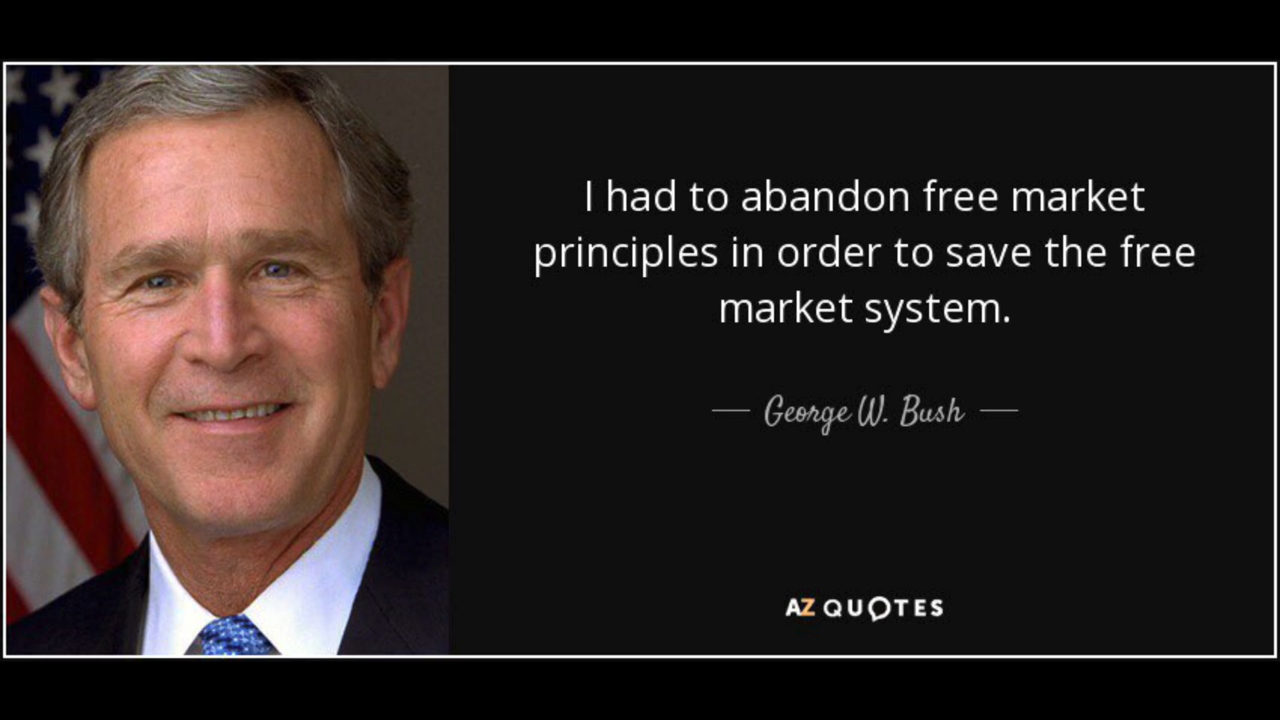 I had to abandon free market
principles in order to save the free
market system.
George W. Bush
AZ QUOTES